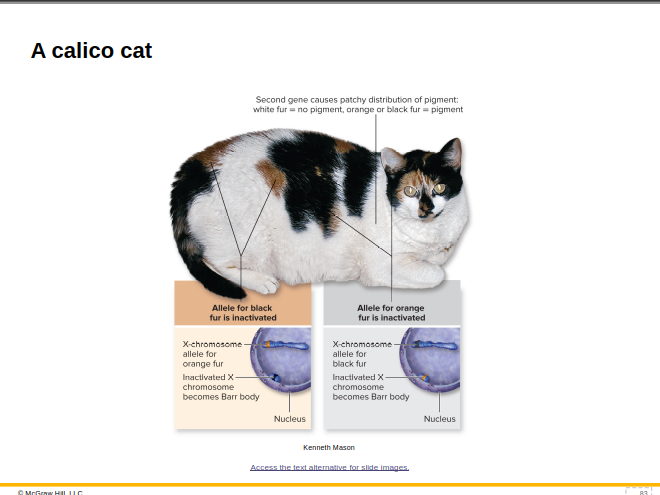 A calico cat
Second gene causes patchy distribution of pigment:
white fur = no pigment, orange or black fur = pigment
Allele for black
fur is inactivated
X-chromosome
allele for
orange fur
Inactivated X
chromosome
becomes Barr body
Nucleus
Allele for orange
fur is inactivated
X-chromosome
allele for
black fur
Inactivated X
chromosome
becomes Barr body
Nucleus
Kenneth Mason
Access the text alternative for slide images.
© McGraw Hill, LLC
83